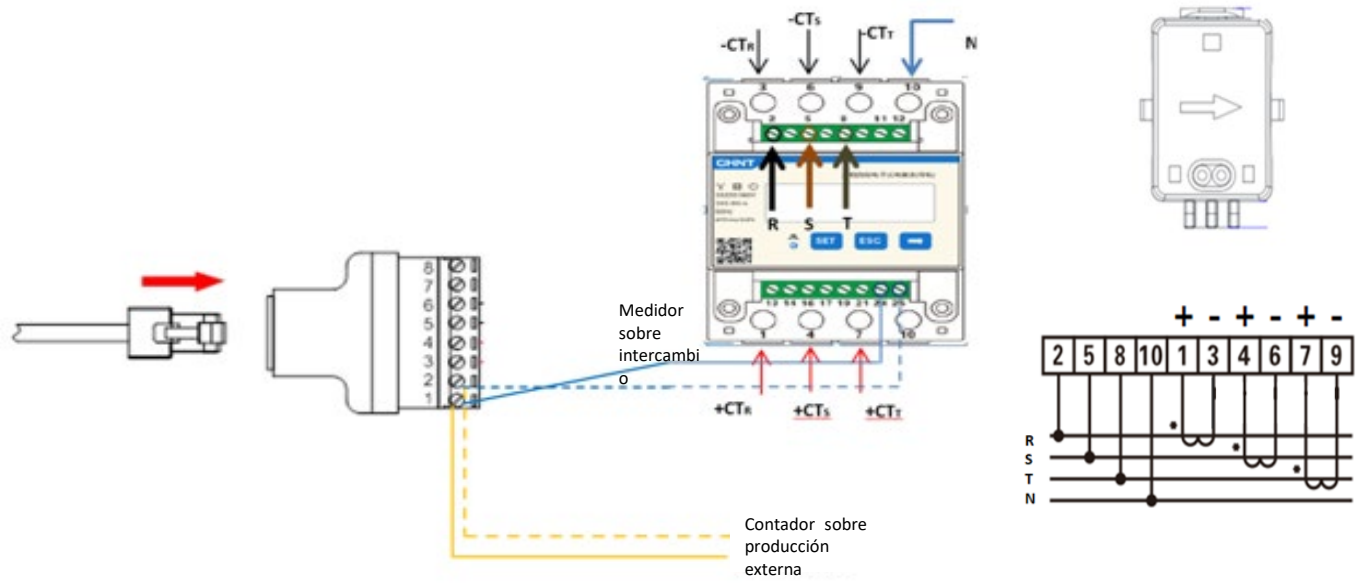 -CTS
-CTR
-CTT
N
3 6 9 10
2 5 8 11 12
CHNT
R S T
SET ESC
13 14 16 17 19 21 24 25
1 4 7 10
+CTR +CTS +CTT
8
7
6
5
4
3
2
1
Medidor
sobre
intercambi
o
Contador sobre
producción
externa
+ - + - + -
2 5 8 10 1 3 4 6 7 9
*
R
*
S
*
T
N